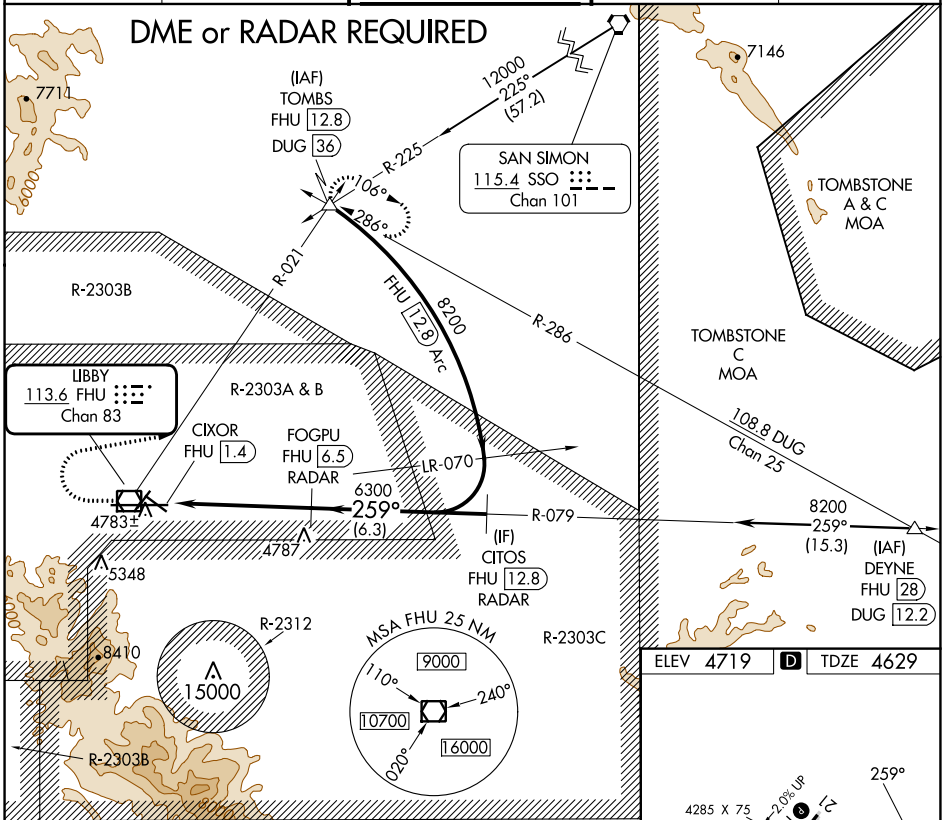 DME or RADAR REQUIRED
7711
7146
12000
225°
(57.2)
(IAF)
TOMBS
FHU 12.8
DUG 36
R-225
SAN SIMON
115.4 SSO
Chan 101
TOMBSTONE
A & C
MOA
6000
106°
286°
R-021
R-2303B
FHU 12.8 Arc
8200
R-286
TOMBSTONE
C
MOA
LIBBY
113.6 FHU
Chan 83
R-2303A & B
108.8 DUG
Chan 25
CIXOR
FHU 1.4
FOGPU
FHU 6.5
RADAR
LR-070
6300
259°
(6.3)
R-079
8200
259°
(15.3)
4783±
4787
(IF)
CITOS
FHU 12.8
RADAR
(IAF)
DEYNE
FHU 28
DUG 12.2
5348
R-2312
R-2303C
8410
15000
MSA FHU 25 NM
9000
110°
240°
10700
16000
020°
R-2303B
8000
ELEV 4719 D TDZE 4629
259°
4285 X 75
2.0% UP
P
21